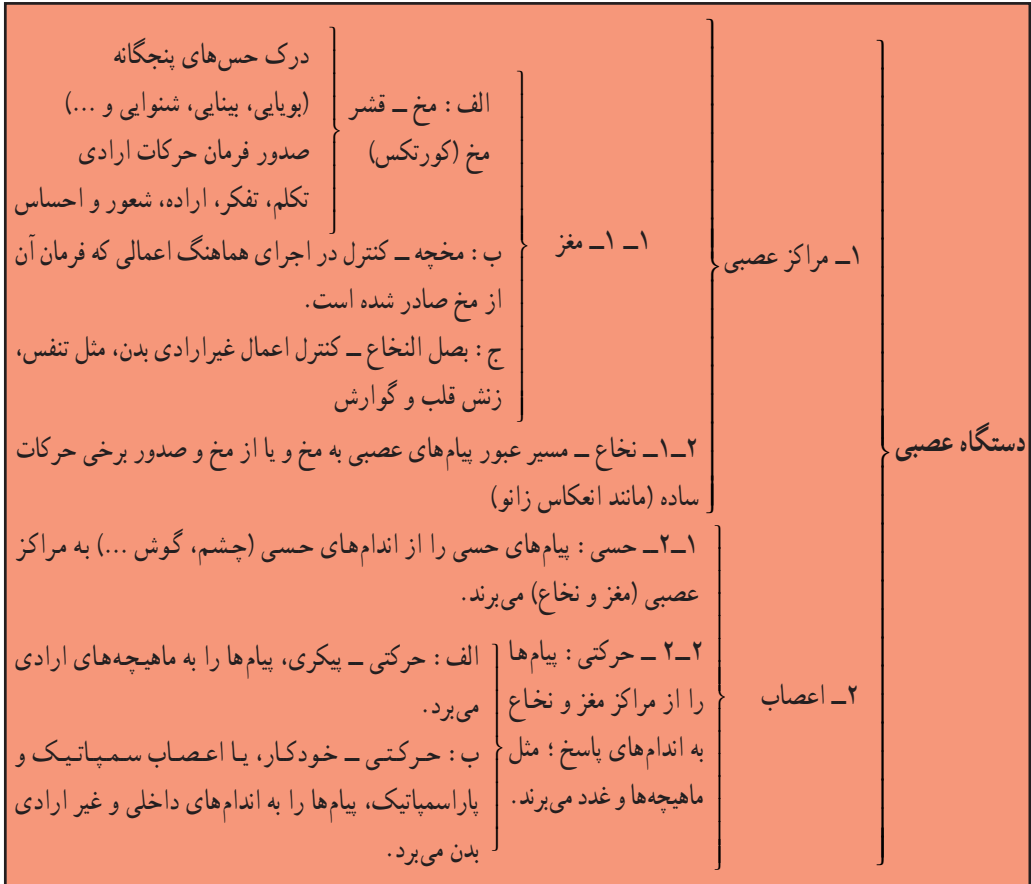 دستگاه عصبی
۱ــ مراکز عصبی
۱ــ ۱ــ مغز
الف : مخ ــ قشر
مخ (کورتکس)
درک حس‌های پنجگانه
(بویایی، بینایی، شنوایی و ...)
صدور فرمان حرکات ارادی
تکلم، تفکر، اراده، شعور و احساس
ب : مخچه ــ کنترل در اجرای هماهنگ اعمالی که فرمان آن
از مخ صادر شده است.
ج : بصل النخاع ــ کنترل اعمال غیرارادی بدن، مثل تنفس،
زنش قلب و گوارش
۲ــ۱ــ نخاع ــ مسیر عبور پیام‌های عصبی به مخ و یا از مخ و صدور برخی حرکات
ساده (مانند انعکاس زانو)
۲ــ اعصاب
۱ــ۲ــ حسی : پیام‌های حسی را از اندام‌های حسی (چشم، گوش ...) به مراکز
عصبی (مغز و نخاع) می‌برند.
۲ــ۲ ــ حرکتی : پیام‌ها
را از مراکز مغز و نخاع
به اندام‌های پاسخ ؛ مثل
ماهیچه‌ها و غدد می‌برند.
الف : حرکتی ــ پیکری، پیام‌ها را به ماهیچه‌های ارادی
می‌برد.
ب : حرکتی ــ خودکار، یا اعصاب سمپاتیک و
پاراسمپاتیک، پیام‌ها را به اندام‌های داخلی و غیر ارادی
بدن می‌برد.